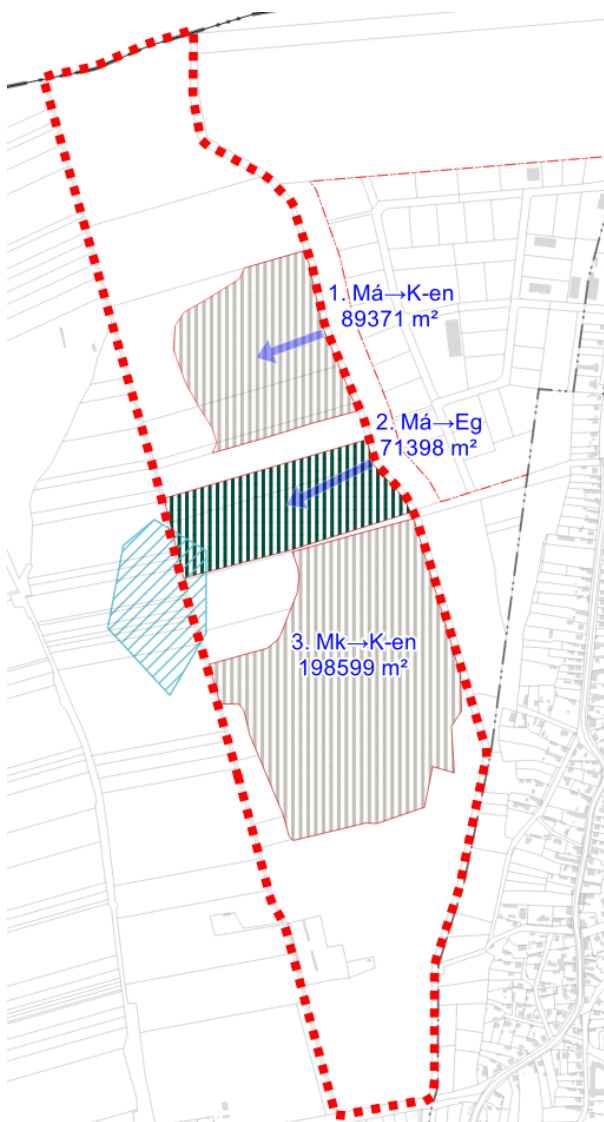 1. Má→K-en
89371 m²
2. Má→Eg
71398 m²
3. Mk→K-en
198599 m²